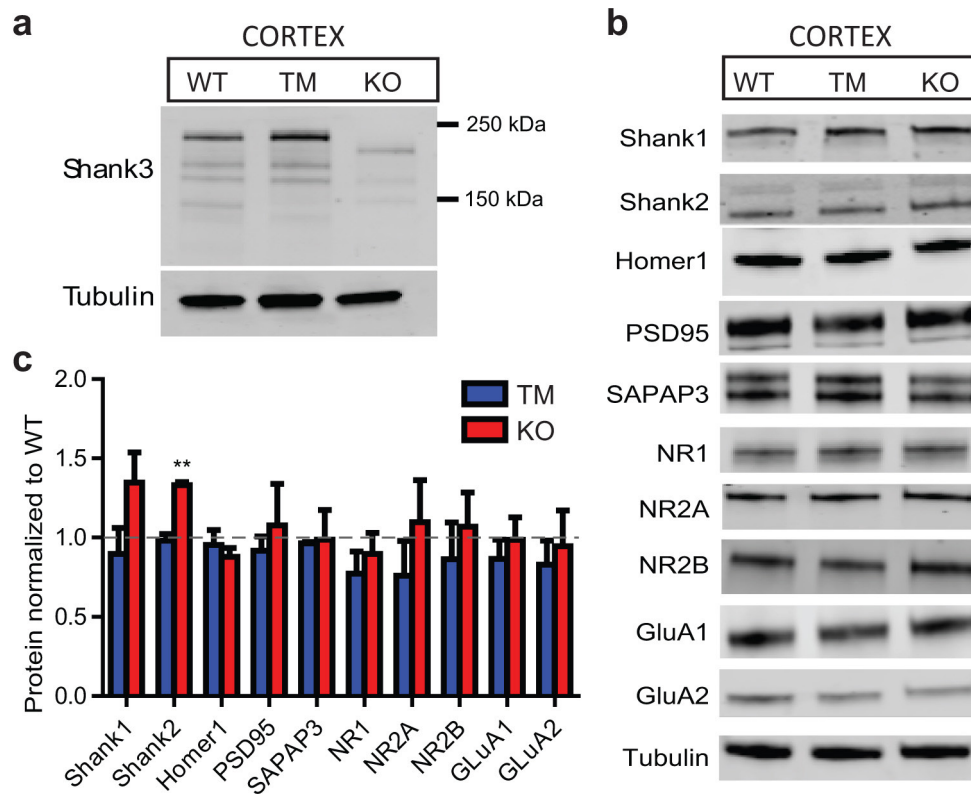 a
CORTEX
WT TM KO
Shank3
250 kDa
150 kDa
Tubulin
b
CORTEX
WT TM KO
Shank1
Shank2
Homer1
PSD95
SAPAP3
NR1
NR2A
NR2B
GluA1
GluA2
Tubulin
c
Protein normalized to WT
2.0
1.5
1.0
0.5
0.0
TM
KO
**
Shank1
Shank2
Homer1
PSD95
SAPAP3
NR1
NR2A
NR2B
GLuA1
GLuA2